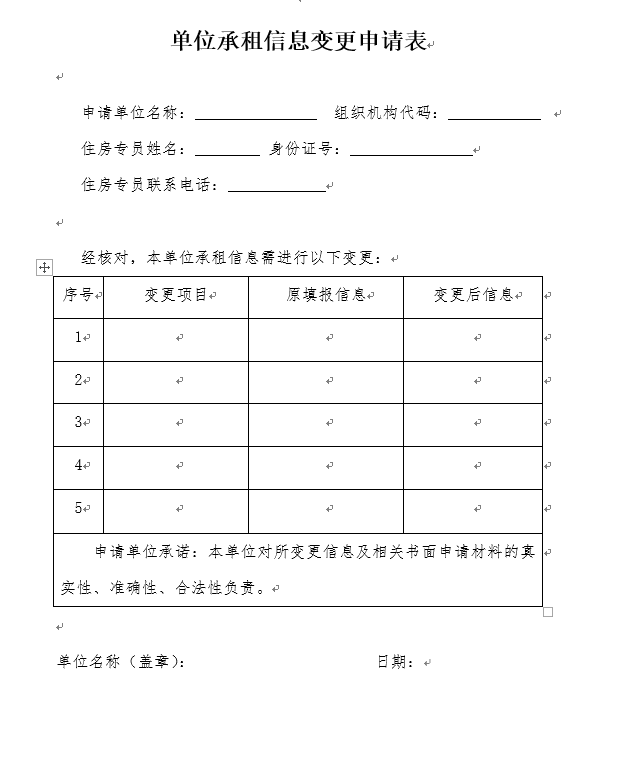 单位承租信息变更申请表
申请单位名称：____________ 组织机构代码：_________
住房专员姓名：______ 身份证号：____________
住房专员联系电话：_________
经核对，本单位承租信息需进行以下变更：
序号 变更项目 原填报信息 变更后信息
1
2
3
4
5
申请单位承诺：本单位对所变更信息及相关书面申请材料的真
实性、准确性、合法性负责。
单位名称（盖章）： 日期：